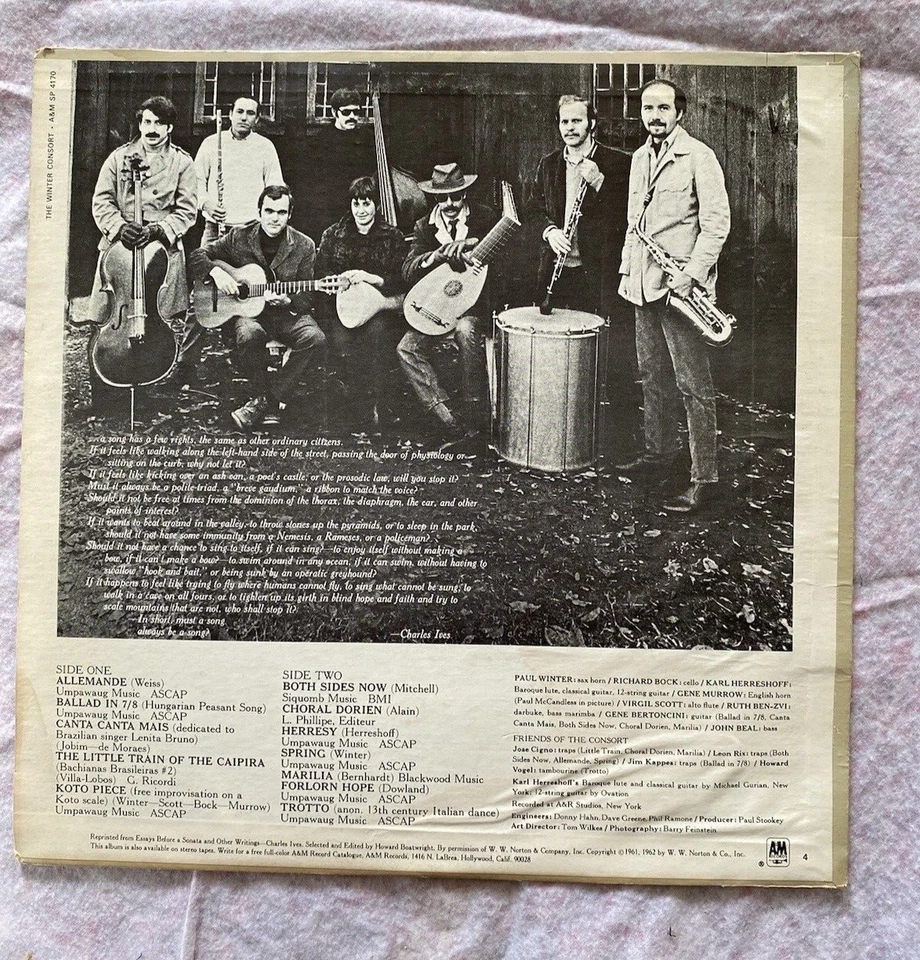 THE WINTER CONSORT • A&M SP 4170
—a song has a few rights, the same as other ordinary citizens.
If it feels like walking along the left-hand side of the street, passing the door of physiology or
sitting on the curb, why not let it?
If it feels like kicking over an ash can, a poet's castle, or the prosodic law, will you stop it?
Must it always be a polite triad, a "breve gaudium," a ribbon to match the voice?
Should it not be free at times from the dominion of the thorax, the diaphragm, the ear, and other
points of interest?
If it wants to beat around in the valley, to throw stones up the pyramids, or to sleep in the park,
should it not have some immunity from a Nemesis, a Rameses, or a policeman?
Should it not have a chance to sing to itself, if it can sing?—to enjoy itself without making a
bow, if it can't make a bow?—to swim around in any ocean, if it can swim, without having to
swallow "hook and bait," or being sunk by an operatic greyhound?
If it happens to feel like trying to fly where humans cannot fly, to sing what cannot be sung, to
walk in a cave on all fours, or to tighten up its girth in blind hope and faith and try to
scale mountains that are not, who shall stop it?
—In short, must a song
always be a song?
—Charles Ives
SIDE ONE
ALLEMANDE (Weiss)
Umpawaug Music ASCAP
BALLAD IN 7/8 (Hungarian Peasant Song)
Umpawaug Music ASCAP
CANTA CANTA MAIS (dedicated to
Brazilian singer Lenita Bruno)
(Jobim—de Moraes)
THE LITTLE TRAIN OF THE CAIPIRA
(Bachianas Brasileiras #2)
(Villa-Lobos) G. Ricordi
KOTO PIECE (free improvisation on a
Koto scale) (Winter—Scott—Bock—Murrow)
Umpawaug Music ASCAP
SIDE TWO
BOTH SIDES NOW (Mitchell)
Siquomb Music BMI
CHORAL DORIEN (Alain)
L. Phillipe, Editeur
HERRESY (Herreshoff)
Umpawaug Music ASCAP
SPRING (Winter)
Umpawaug Music ASCAP
MARILIA (Bernhardt) Blackwood Music
FORLORN HOPE (Dowland)
Umpawaug Music ASCAP
TROTTO (anon. 13th century Italian dance)
Umpawaug Music ASCAP
PAUL WINTER: sax horn / RICHARD BOCK: cello / KARL HERRESHOFF:
Baroque lute, classical guitar, 12-string guitar / GENE MURROW: English horn
(Paul McCandless in picture) / VIRGIL SCOTT: alto flute / RUTH BEN-ZVI:
darbuke, bass marimba / GENE BERTONCINI: guitar (Ballad in 7/8, Canta
Canta Mais, Both Sides Now, Choral Dorien, Marilia) / JOHN BEAL: bass
FRIENDS OF THE CONSORT
Jose Cigno: traps (Little Train, Choral Dorien, Marilia) / Leon Rix: traps (Both
Sides Now, Allemande, Spring) / Jim Kappes: traps (Ballad in 7/8) / Howard
Vogel: tambourine (Trotto)
Karl Herreshoff's Baroque lute and classical guitar by Michael Gurian, New
York, 12-string guitar by Ovation
Recorded at A&R Studios, New York
Engineers: Donny Hahn, Dave Greene, Phil Ramone / Producer: Paul Stookey
Art Director: Tom Wilkes / Photography: Barry Feinstein
Reprinted from Essays Before a Sonata and Other Writings—Charles Ives. Selected and Edited by Howard Boatwright. By permission of W. W. Norton & Company, Inc. Copyright ©1961, 1962 by W. W. Norton & Co., Inc.
This album is also available on stereo tapes. Write for a free full-color A&M Record Catalogue, A&M Records, 1416 N. LaBrea, Hollywood, Calif. 90028
® AM RECORDS
4